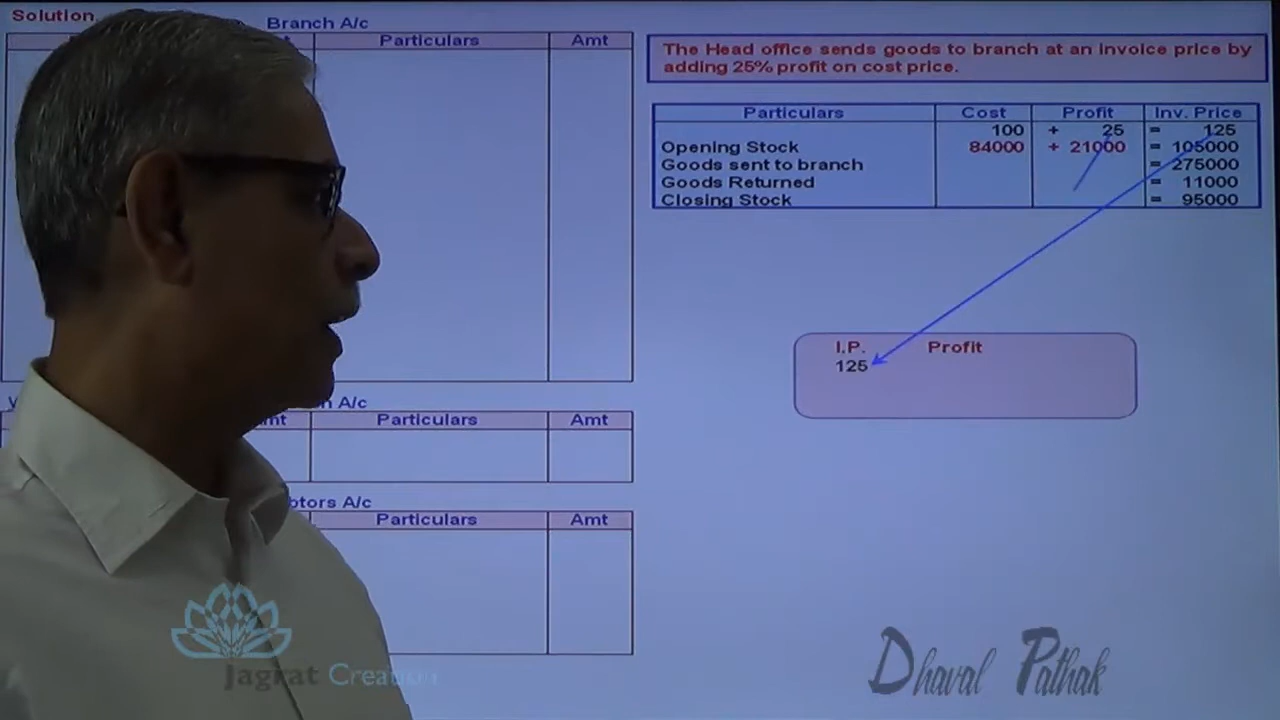 Solution
Branch A/c
Particulars Amt
The Head office sends goods to branch at an invoice price by
adding 25% profit on cost price.
Particulars Cost Profit Inv. Price
100 + 25 = 125
Opening Stock 84000 + 21000 = 105000
Goods sent to branch = 275000
Goods Returned = 11000
Closing Stock = 95000
I.P. Profit
125
A/c
Particulars Amt
A/c
Particulars Amt
Jagrat Creation
Dhaval Pathak